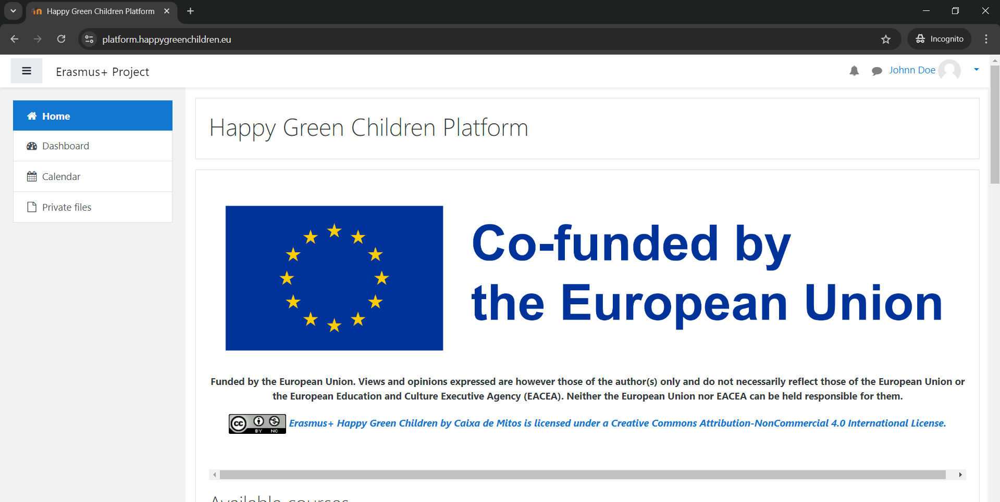 Happy Green Children Platform
platform.happygreenchildren.eu
Incognito
Erasmus+ Project
Johnn Doe
Home
Dashboard
Calendar
Private files
Happy Green Children Platform
Co-funded by
the European Union
Funded by the European Union. Views and opinions expressed are however those of the author(s) only and do not necessarily reflect those of the European Union or
the European Education and Culture Executive Agency (EACEA). Neither the European Union nor EACEA can be held responsible for them.
cc BY NC Erasmus+ Happy Green Children by Caixa de Mitos is licensed under a Creative Commons Attribution-NonCommercial 4.0 International License.
Available courses